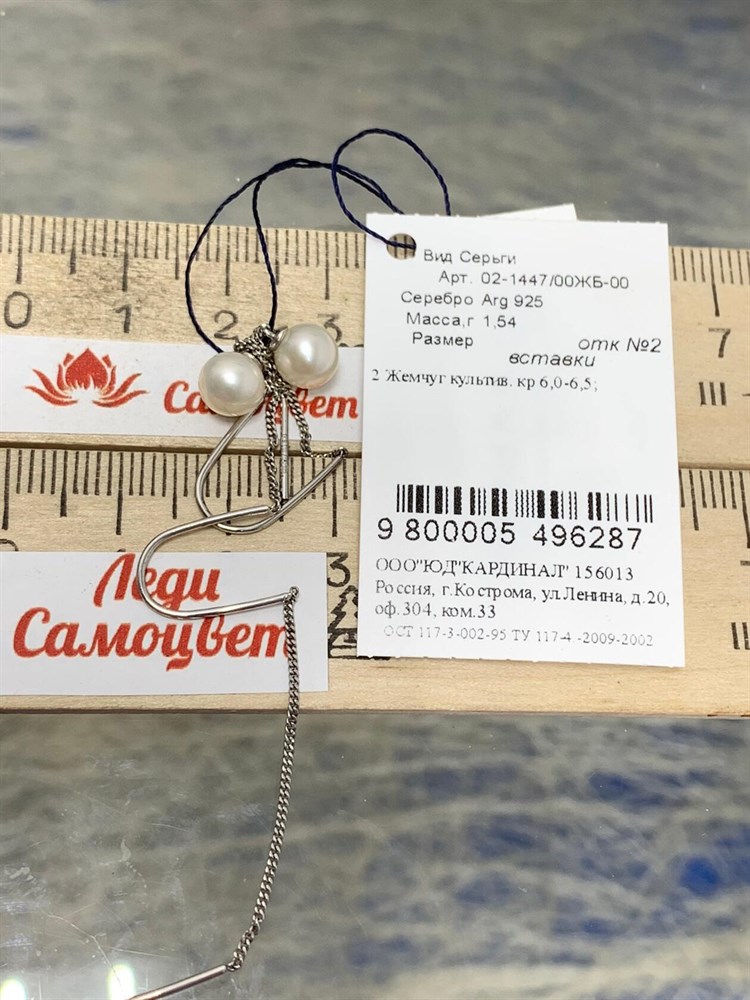 Вид Серьги
Арт. 02-1447/00ЖБ-00
Серебро Arg 925
Масса,г 1,54
Размер
отк №2
вставки
2 Жемчуг культив. кр 6,0-6,5;
9 800005 496287
ООО"ЮД"КАРДИНАЛ" 156013
Россия, г.Кострома, ул.Ленина, д.20,
оф.304, ком.33
ОСТ 117-3-002-95 ТУ 117-4 -2009-2002
0 1 2 3 7
Самоцвет
Леди
Самоцвет
3